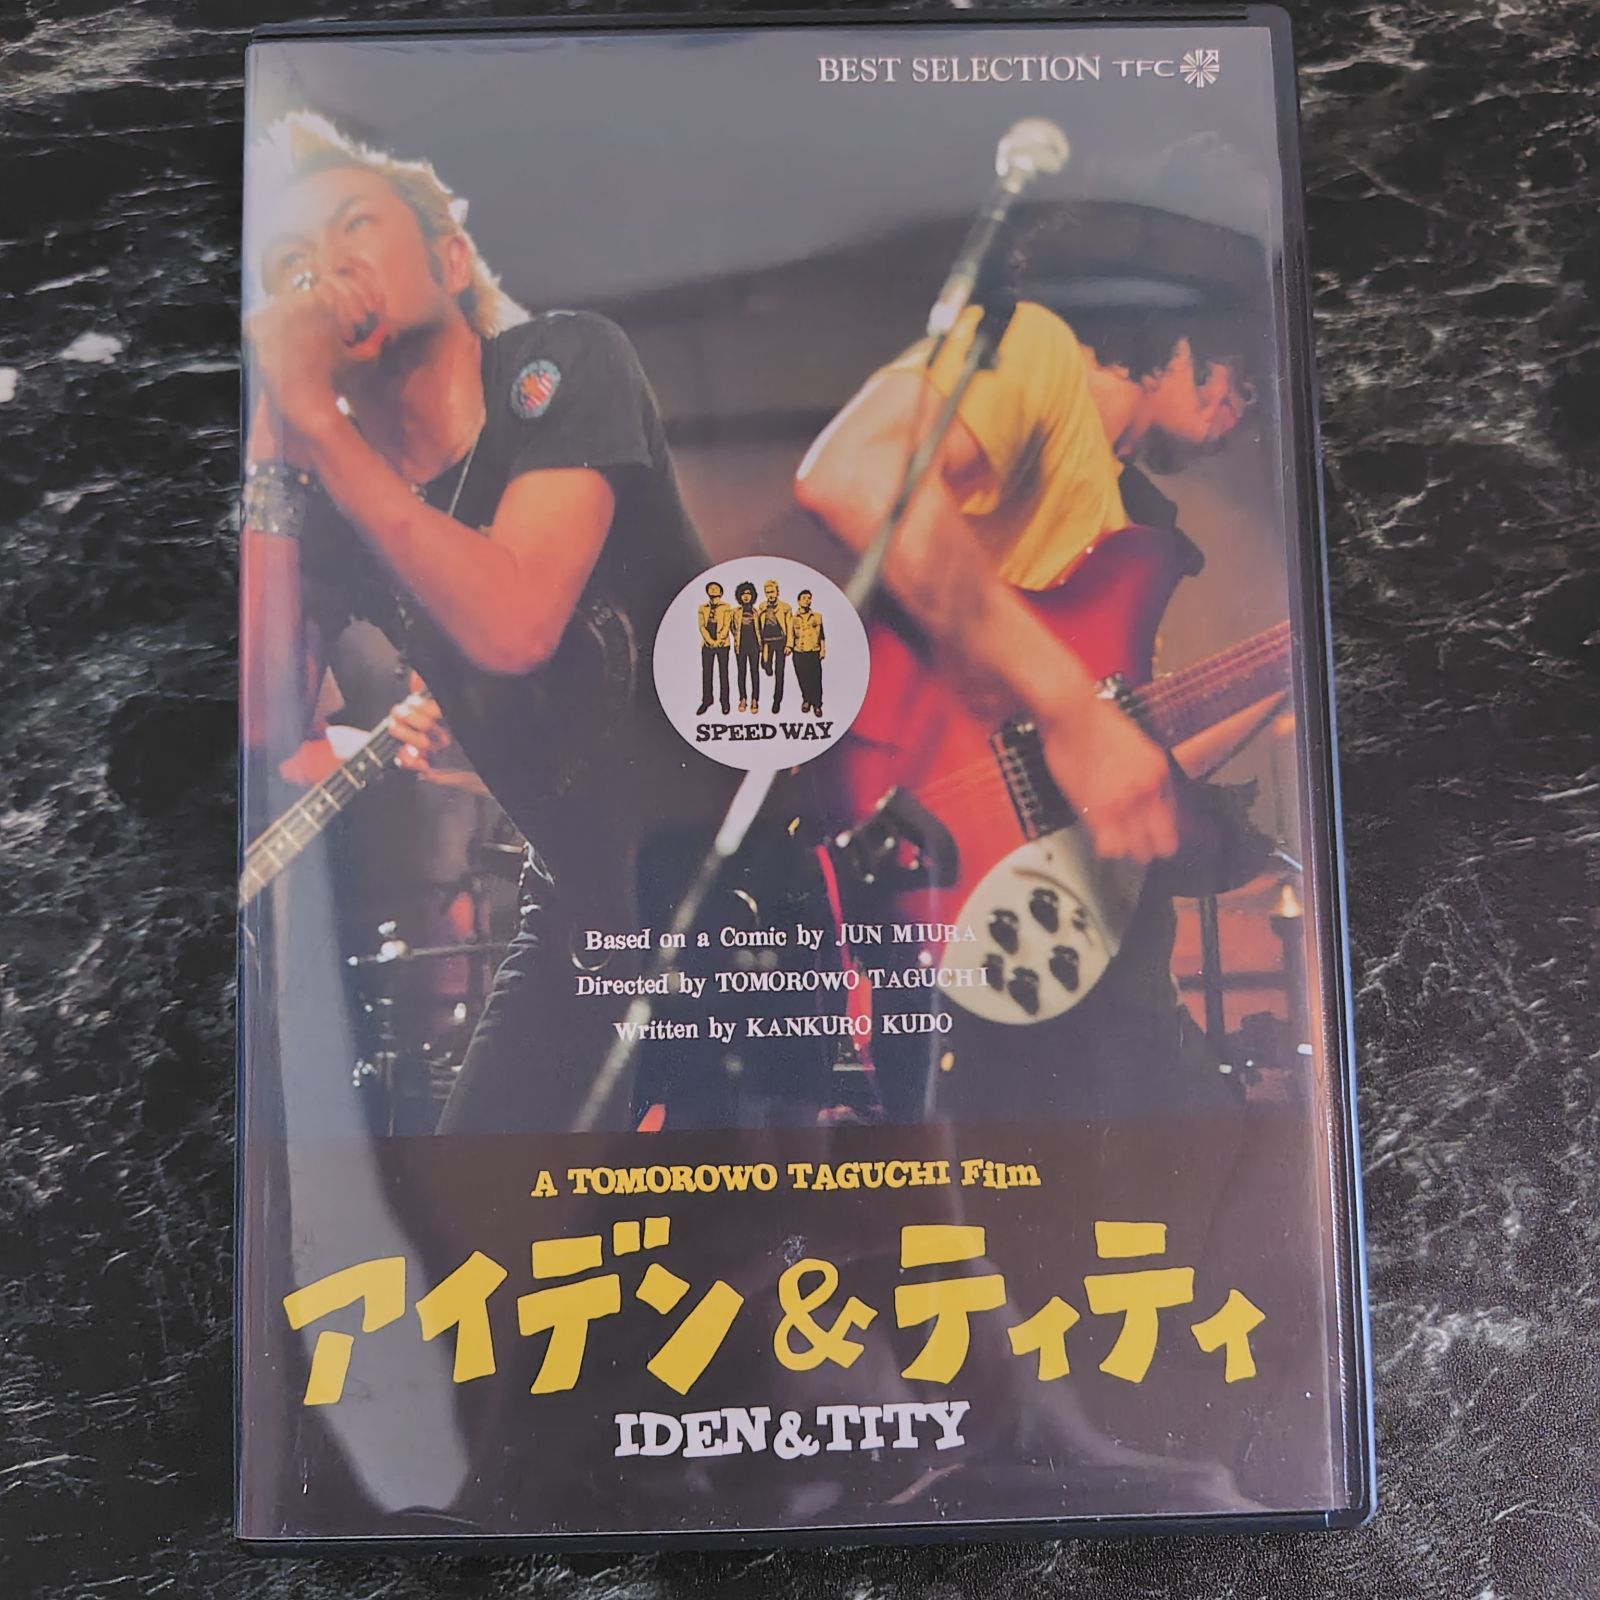 BEST SELECTION TFC
SPEED WAY
Based on a Comic by JUN MIURA
Directed by TOMOROWO TAGUCHI
Written by KANKURO KUDO
A TOMOROWO TAGUCHI Film
アイデン&ティティ
IDEN&TITY